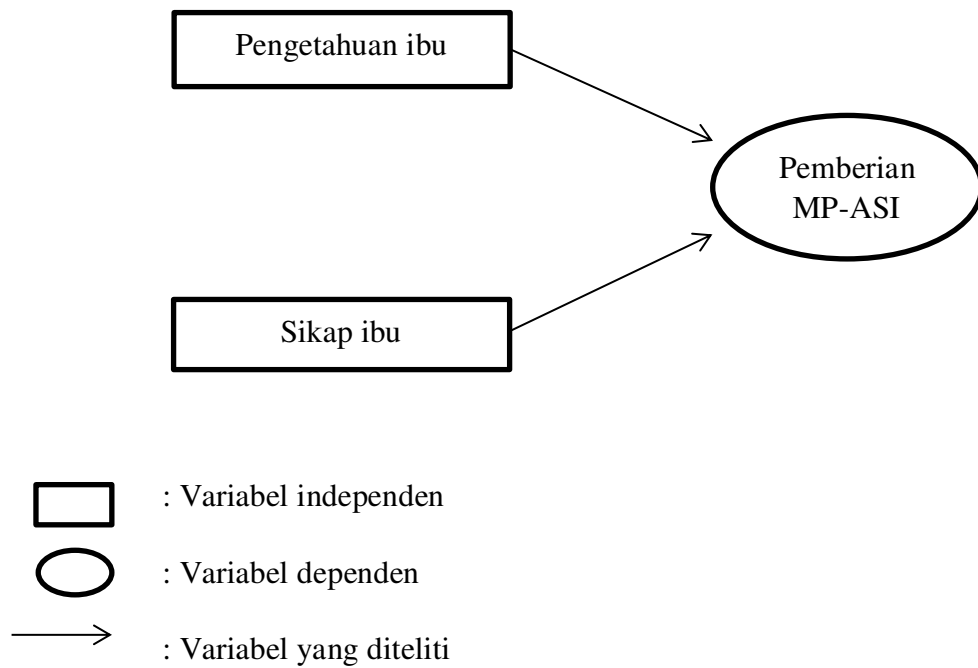 Pengetahuan ibu
Pemberian
MP-ASI
Sikap ibu
: Variabel independen
: Variabel dependen
: Variabel yang diteliti